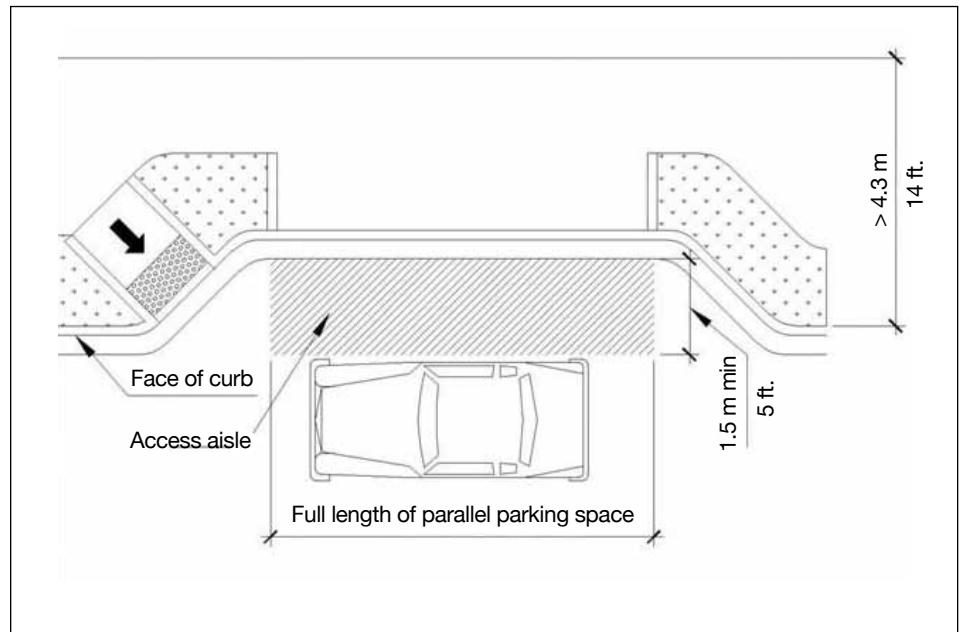 > 4.3 m
14 ft.
Face of curb
1.5 m min
5 ft.
Access aisle
Full length of parallel parking space